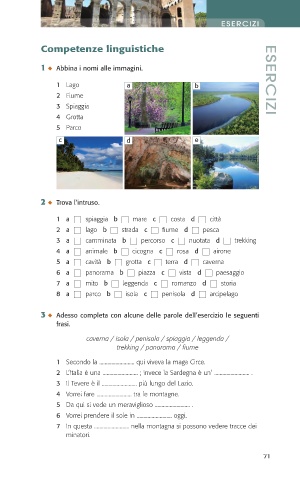 ESERCIZI
Competenze linguistiche
ESERCIZI
1 ◆ Abbina i nomi alle immagini.
1 Lago
2 Fiume
3 Spiaggia
4 Grotta
5 Parco
a
b
c
d
e
2 ◆ Trova l'intruso.
1 a □ spiaggia b □ mare c □ costa d □ città
2 a □ lago b □ strada c □ fiume d □ pesca
3 a □ camminata b □ percorso c □ nuotata d □ trekking
4 a □ animale b □ cicogna c □ rosa d □ airone
5 a □ cavità b □ grotta c □ terra d □ caverna
6 a □ panorama b □ piazza c □ vista d □ paesaggio
7 a □ mito b □ leggenda c □ romanzo d □ storia
8 a □ parco b □ isola c □ penisola d □ arcipelago
3 ◆ Adesso completa con alcune delle parole dell'esercizio le seguenti
frasi.
caverna / isola / penisola / spiaggia / leggenda /
trekking / panorama / fiume
1 Secondo la ........................ qui viveva la maga Circe.
2 L'Italia è una ........................ ; invece la Sardegna è un' ........................ .
3 Il Tevere è il ........................ più lungo del Lazio.
4 Vorrei fare ........................ tra le montagne.
5 Da qui si vede un meraviglioso ........................ .
6 Vorrei prendere il sole in ........................ oggi.
7 In questa ........................ nella montagna si possono vedere tracce dei
minatori.
71